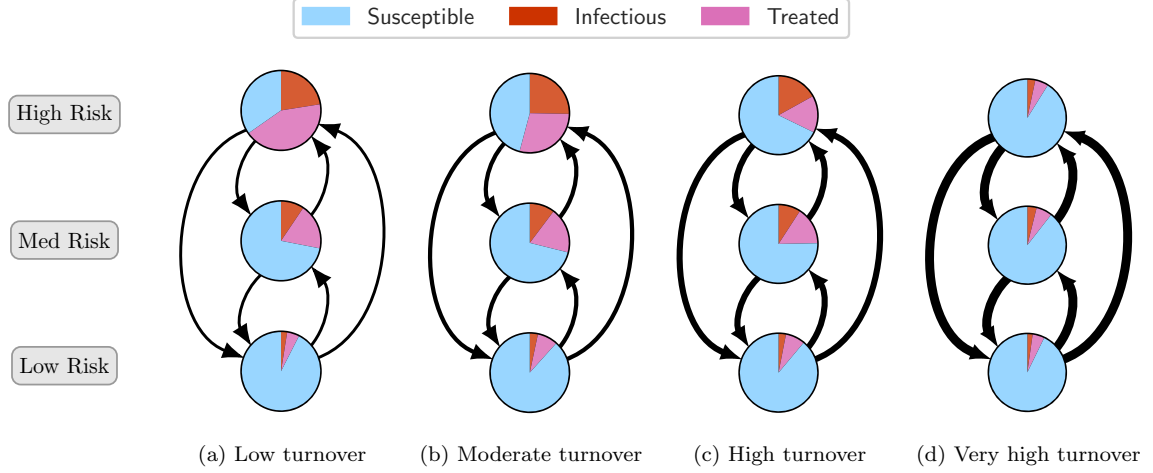 Susceptible Infectious Treated
High Risk
Med Risk
Low Risk
(a) Low turnover (b) Moderate turnover (c) High turnover (d) Very high turnover